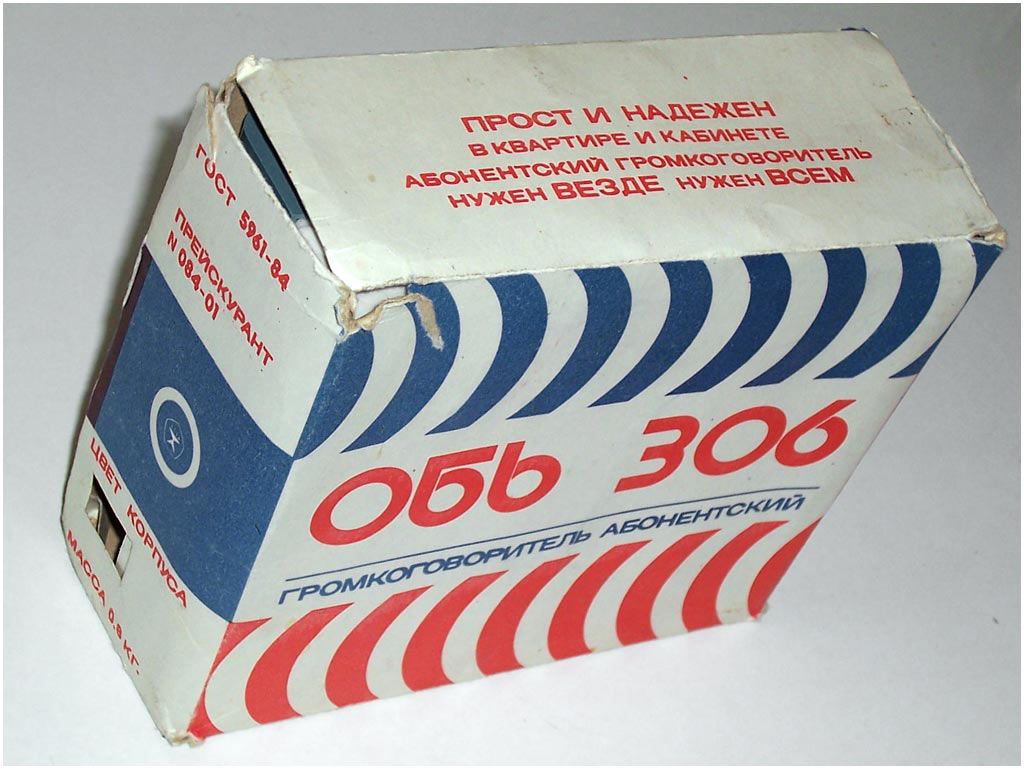 ПРОСТ И НАДЕЖЕН
В КВАРТИРЕ И КАБИНЕТЕ
АБОНЕНТСКИЙ ГРОМКОГОВОРИТЕЛЬ
НУЖЕН ВЕЗДЕ НУЖЕН ВСЕМ
ГОСТ 5961-84
ПРЕЙСКУРАНТ
N 084-01
ЦВЕТ КОРПУСА
МАССА 0.8 КГ.
ОБЬ 306
ГРОМКОГОВОРИТЕЛЬ АБОНЕНТСКИЙ